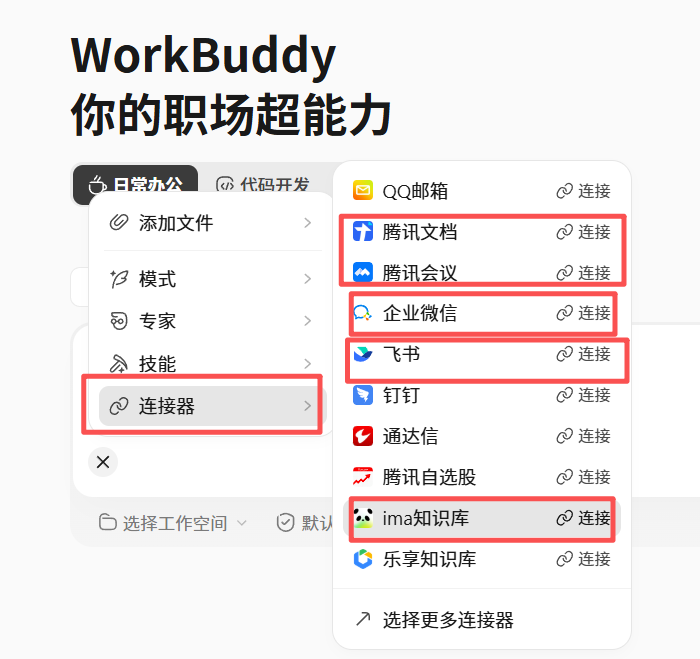 WorkBuddy
你的职场超能力
日常办公
代码开发
添加文件
模式
专家
技能
连接器
选择工作空间
默认
QQ邮箱 连接
腾讯文档 连接
腾讯会议 连接
企业微信 连接
飞书 连接
钉钉 连接
通达信 连接
腾讯自选股 连接
ima知识库 连接
乐享知识库 连接
选择更多连接器